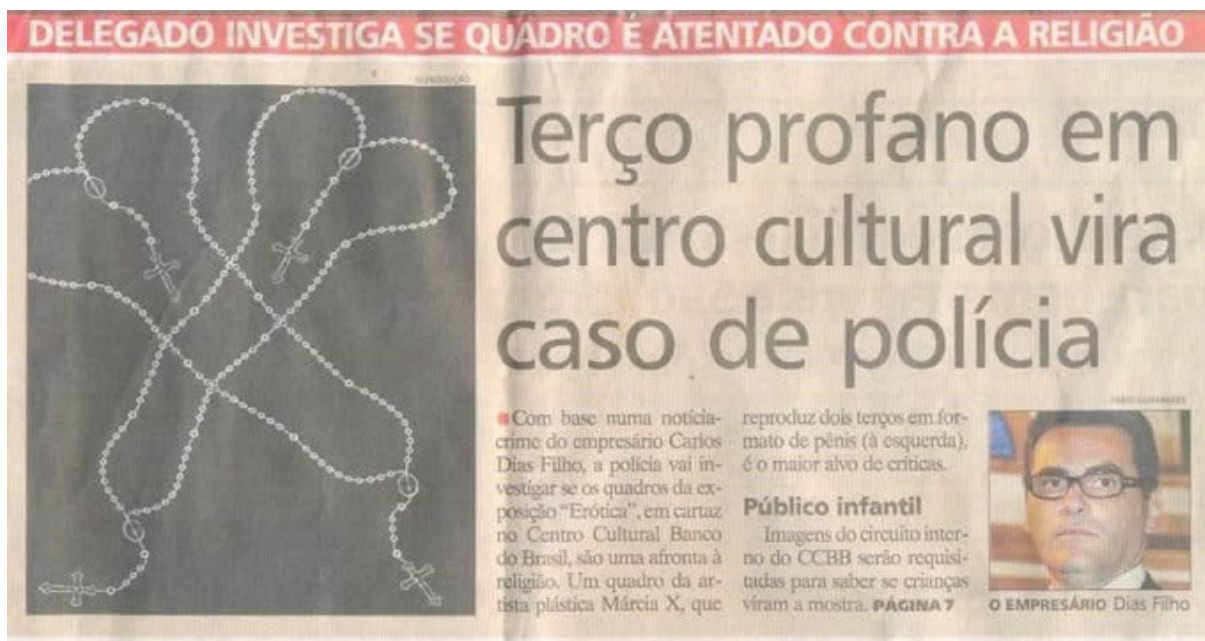 DELEGADO INVESTIGA SE QUADRO É ATENTADO CONTRA A RELIGIÃO
REPRODUÇÃO
Terço profano em
centro cultural vira
caso de polícia
Com base numa notícia-
crime do empresário Carlos
Dias Filho, a polícia vai in-
vestigar se os quadros da ex-
posição "Erótica", em cartaz
no Centro Cultural Banco
do Brasil, são uma afronta à
religião. Um quadro da ar-
tista plástica Márcia X, que
reproduz dois terços em for-
mato de pênis (à esquerda),
é o maior alvo de críticas.
Público infantil
Imagens do circuito inter-
no do CCBB serão requisi-
tadas para saber se crianças
viram a mostra. PÁGINA 7
FABIO GUIMARAES
O EMPRESÁRIO Dias Filho